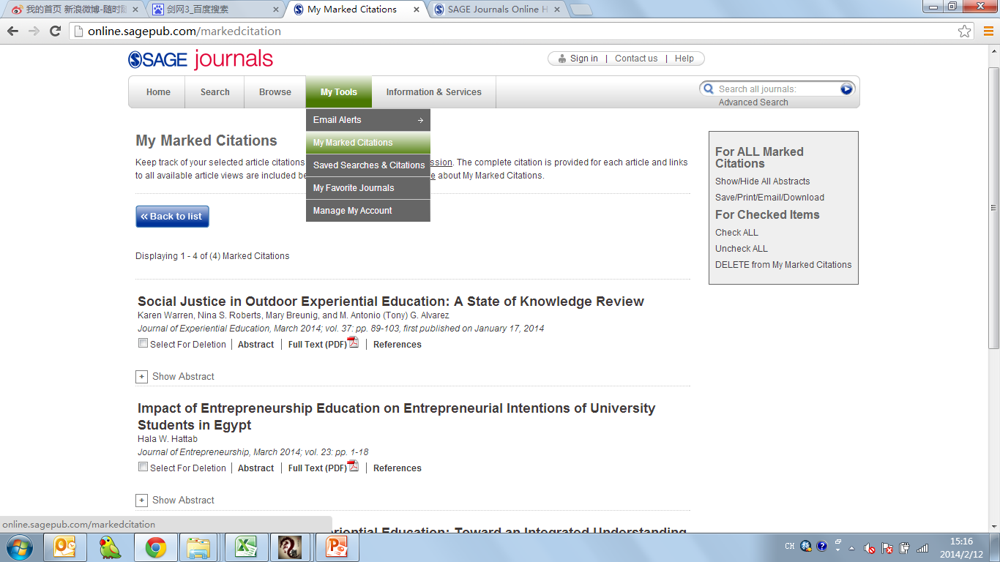 我的首页 新浪微博-随时随
剑网3_百度搜索
My Marked Citations
SAGE Journals Online H
online.sagepub.com/markedcitation
SAGE journals
Sign in | Contact us | Help
Home
Search
Browse
My Tools
Information & Services
Search all journals:
Advanced Search
Email Alerts
My Marked Citations
Saved Searches & Citations
My Favorite Journals
Manage My Account
My Marked Citations
Keep track of your selected article citations ssion. The complete citation is provided for each article and links
to all available article views are included be e about My Marked Citations.
« Back to list
Displaying 1 - 4 of (4) Marked Citations
Social Justice in Outdoor Experiential Education: A State of Knowledge Review
Karen Warren, Nina S. Roberts, Mary Breunig, and M. Antonio (Tony) G. Alvarez
Journal of Experiential Education, March 2014; vol. 37: pp. 89-103, first published on January 17, 2014
Select For Deletion | Abstract | Full Text (PDF) | References
+ Show Abstract
Impact of Entrepreneurship Education on Entrepreneurial Intentions of University
Students in Egypt
Hala W. Hattab
Journal of Entrepreneurship, March 2014; vol. 23: pp. 1-18
Select For Deletion | Abstract | Full Text (PDF) | References
+ Show Abstract
eriential Education: Toward an Integrated Understanding
For ALL Marked
Citations
Show/Hide All Abstracts
Save/Print/Email/Download
For Checked Items
Check ALL
Uncheck ALL
DELETE from My Marked Citations
online.sagepub.com/markedcitation
CH
15:16
2014/2/12